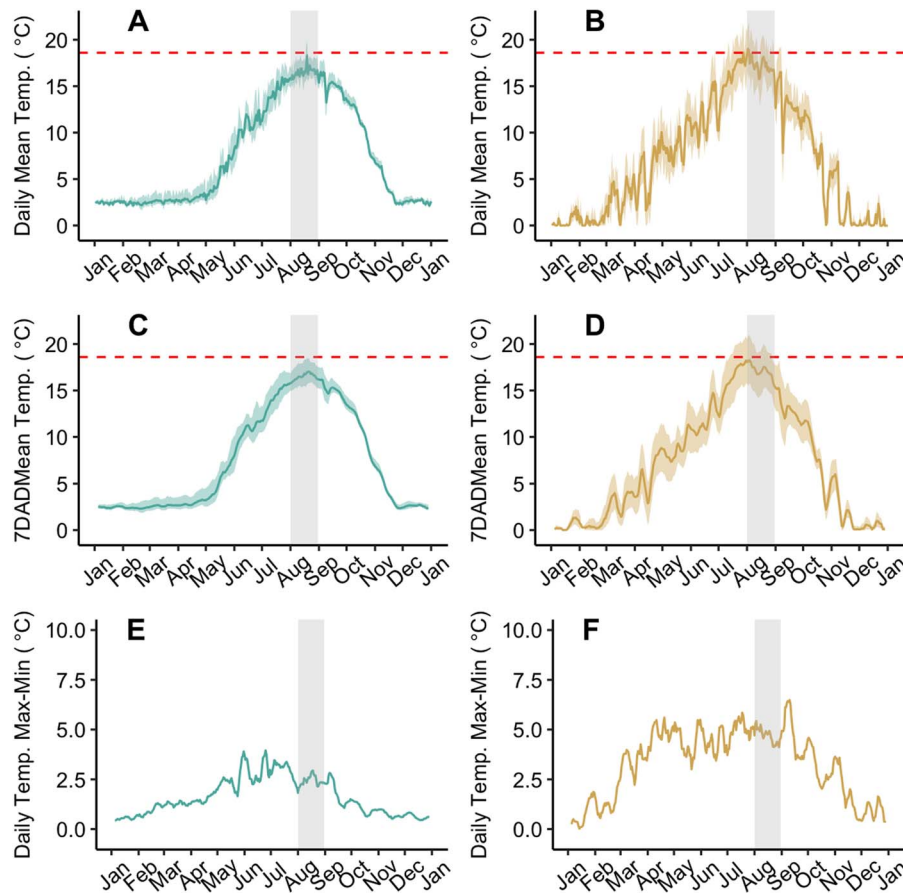 A
B
Daily Mean Temp. ( °C)
20
15
10
5
0
Jan Feb Mar Apr May Jun Jul Aug Sep Oct Nov Dec Jan
Daily Mean Temp. ( °C)
20
15
10
5
0
Jan Feb Mar Apr May Jun Jul Aug Sep Oct Nov Dec Jan
C
D
7DADMean Temp. ( °C)
20
15
10
5
0
Jan Feb Mar Apr May Jun Jul Aug Sep Oct Nov Dec Jan
7DADMean Temp. ( °C)
20
15
10
5
0
Jan Feb Mar Apr May Jun Jul Aug Sep Oct Nov Dec Jan
E
F
Daily Temp. Max-Min ( °C)
10.0
7.5
5.0
2.5
0.0
Jan Feb Mar Apr May Jun Jul Aug Sep Oct Nov Dec Jan
Daily Temp. Max-Min ( °C)
10.0
7.5
5.0
2.5
0.0
Jan Feb Mar Apr May Jun Jul Aug Sep Oct Nov Dec Jan